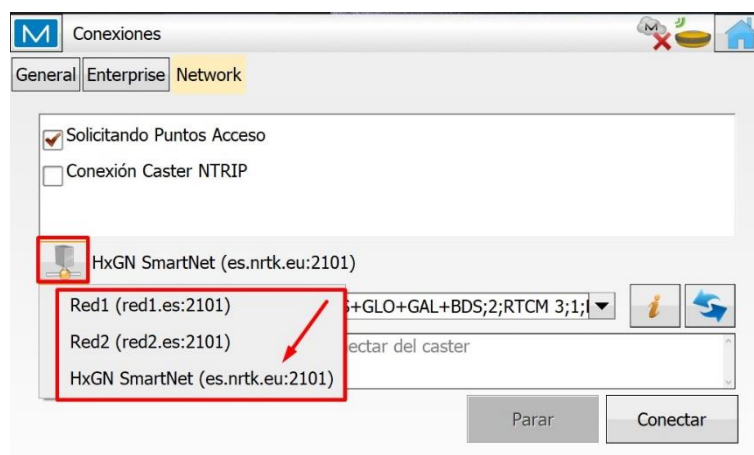 Conexiones
General Enterprise Network
Solicitando Puntos Acceso
Conexión Caster NTRIP
HxGN SmartNet (es.nrtk.eu:2101)
Red1 (red1.es:2101)
+GLO+GAL+BDS;2;RTCM 3;1;
Red2 (red2.es:2101)
ectar del caster
HxGN SmartNet (es.nrtk.eu:2101)
Parar Conectar